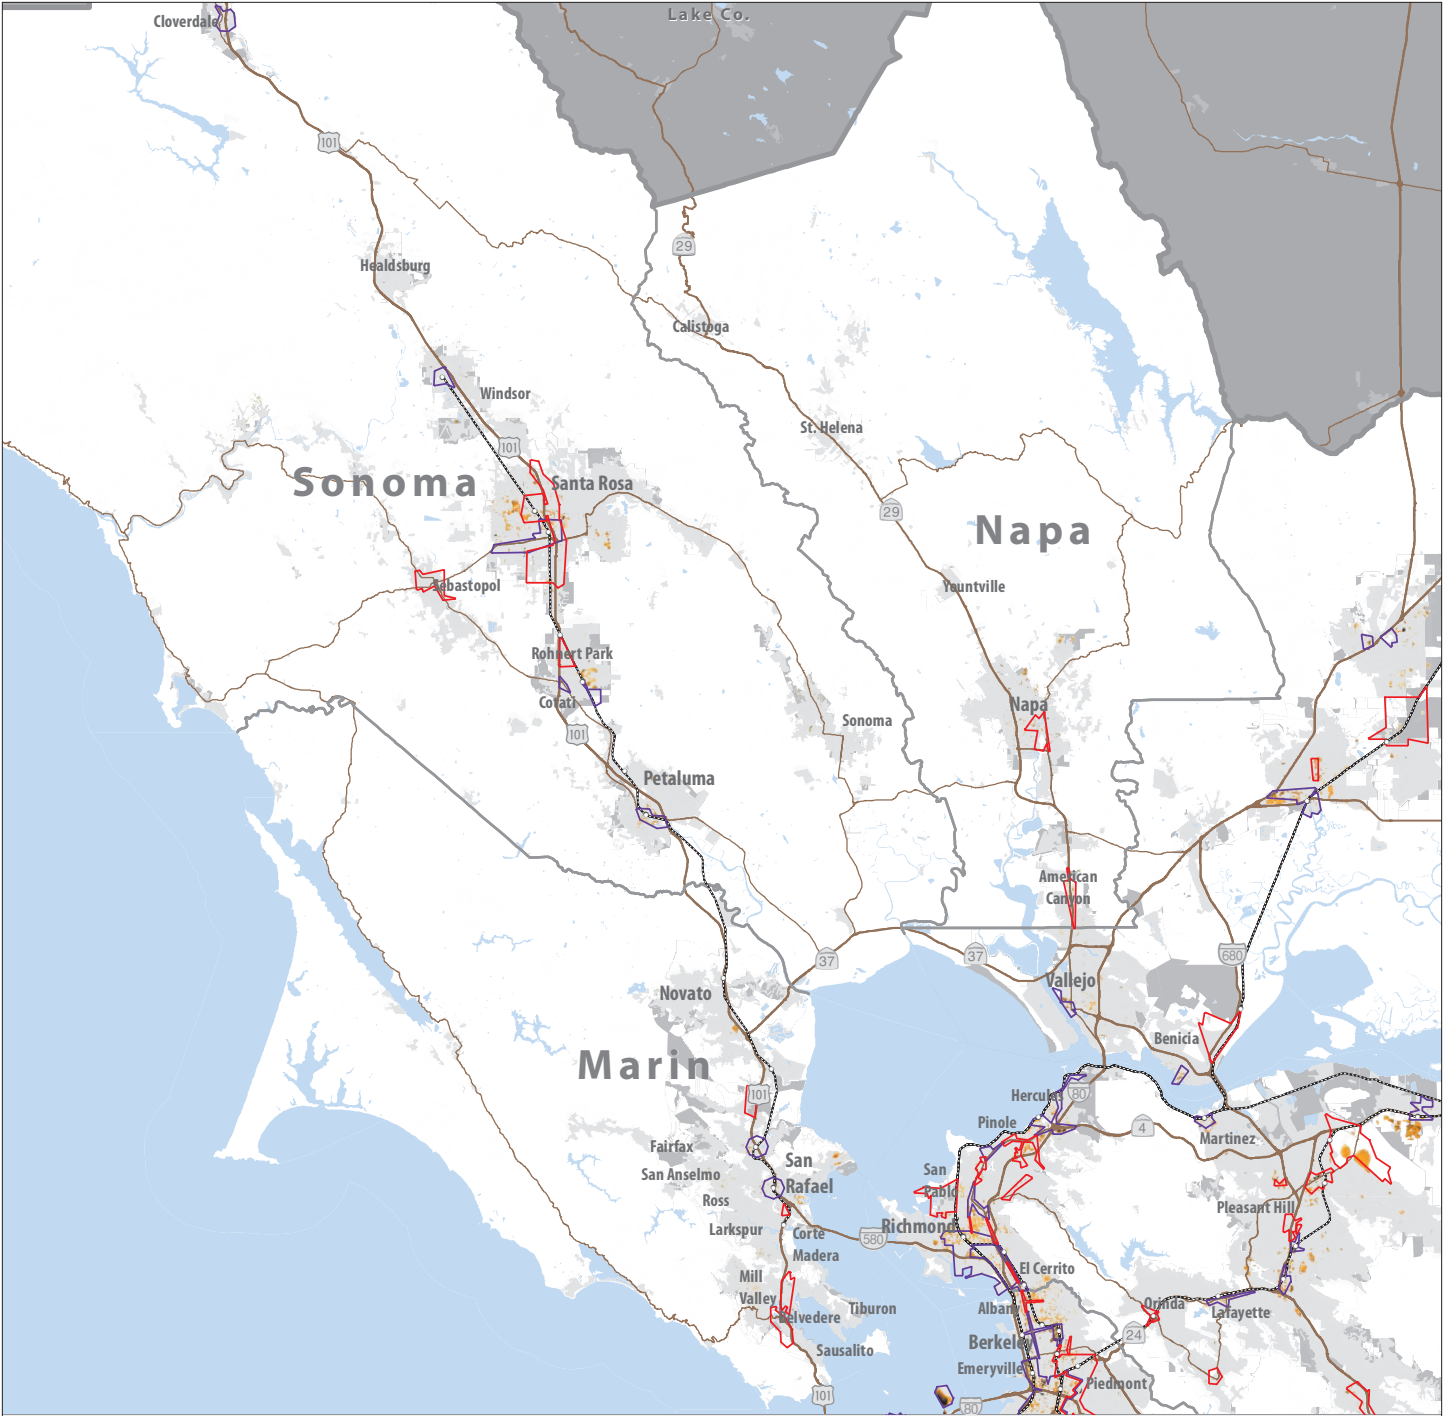 Lake Co.
Cloverdale
101
29
Healdsburg
Calistoga
Windsor
St. Helena
101
Sonoma
Santa Rosa
29
Napa
Sebastopol
Yountville
Rohnert Park
Cotati
Napa
Sonoma
101
Petaluma
American
Canyon
37
37
680
Vallejo
Novato
Benicia
Marin
101
Hercules
80
Pinole
4
Martinez
Fairfax
San
Rafael
San Anselmo
San
Pablo
Ross
Pleasant Hill
Larkspur
Corte
Madera
580
Richmond
El Cerrito
Mill
Valley
Tiburon
Belvedere
Albany
Orinda
Lafayette
Sausalito
Berkeley
24
Emeryville
Piedmont
101
80